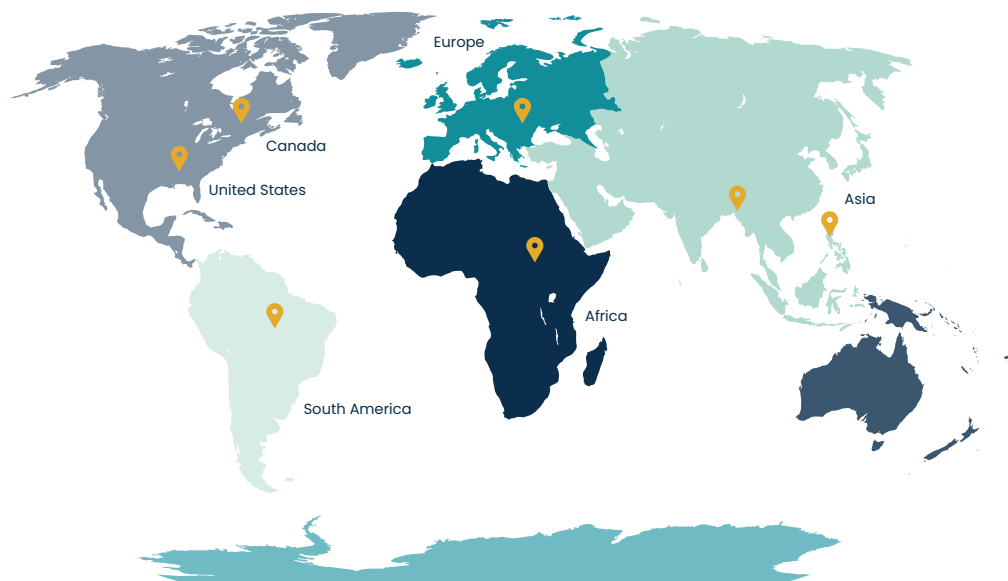 Europe
Canada
United States
Asia
Africa
South America